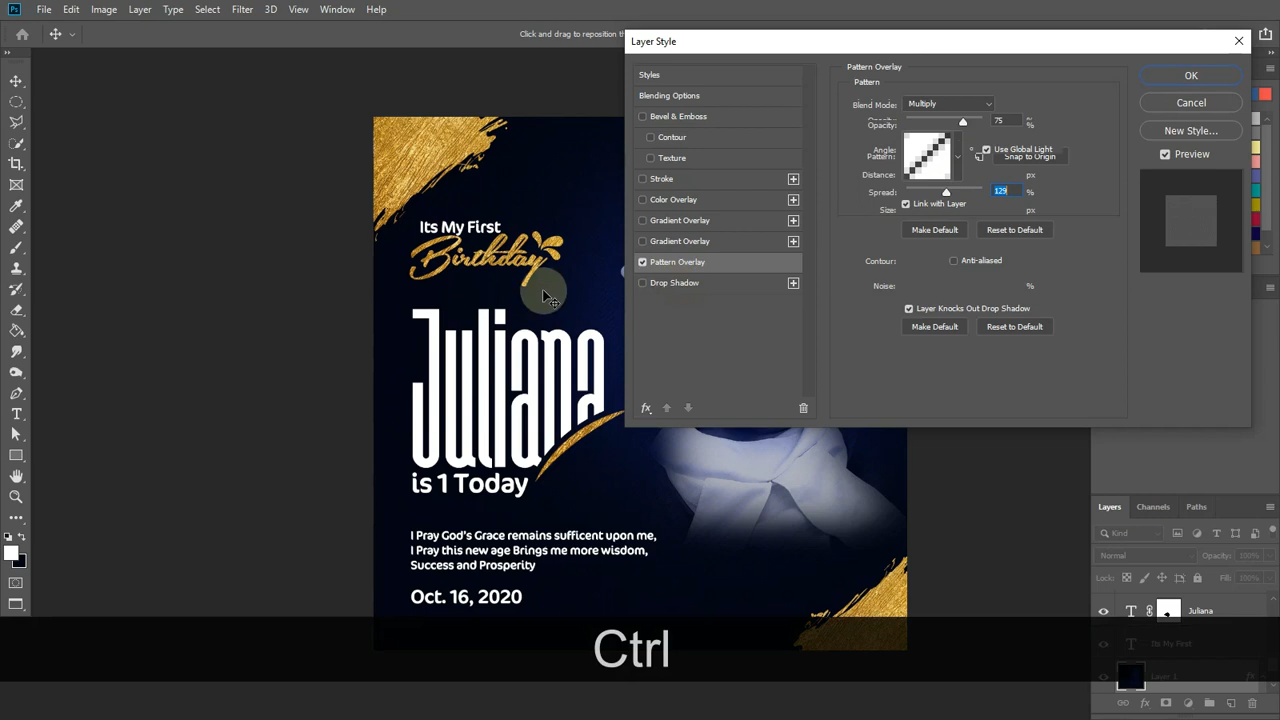 Ps File Edit Image Layer Type Select Filter 3D View Window Help
Click and drag to reposition th
Layer Style
Styles
Blending Options
Bevel & Emboss
Contour
Texture
Stroke
Color Overlay
Gradient Overlay
Gradient Overlay
Pattern Overlay
Drop Shadow
fx
Pattern Overlay
Pattern
Blend Mode: Multiply
Opacity: 75 %
Angle: Use Global Light
Pattern: Snap to Origin
Distance: px
Spread: 129 %
Link with Layer
Size: px
Make Default Reset to Default
Contour: Anti-aliased
Noise: %
Layer Knocks Out Drop Shadow
Make Default Reset to Default
OK
Cancel
New Style...
Preview
Its My First
Birthday
Juliana
is 1 Today
I Pray God's Grace remains sufficent upon me,
I Pray this new age Brings me more wisdom,
Success and Prosperity
Oct. 16, 2020
Layers Channels Paths
Kind
Normal Opacity: 100%
Lock: Fill: 100%
Juliana
Its My First
Layer 1 fx
Ctrl